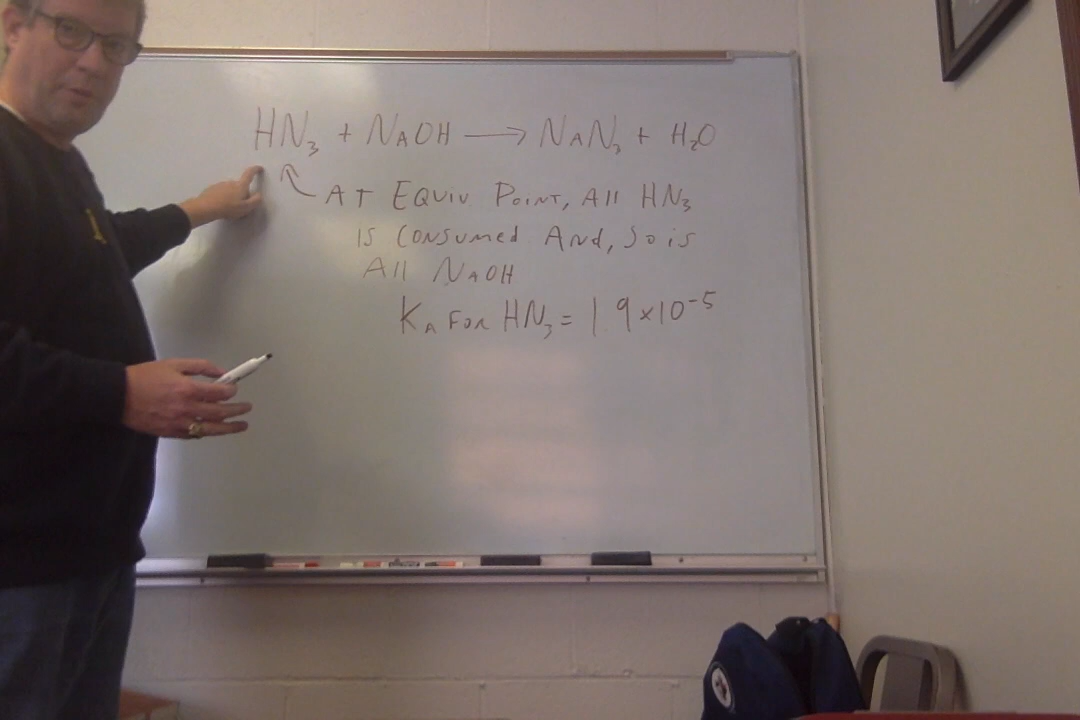 HN₃ + NAOH → NAN₃ + H₂O
AT EQUIV POINT, All HN₃
IS CONSUMED ANd, SO is
All NAOH
KA FOR HN₃ = 1.9 x 10⁻⁵